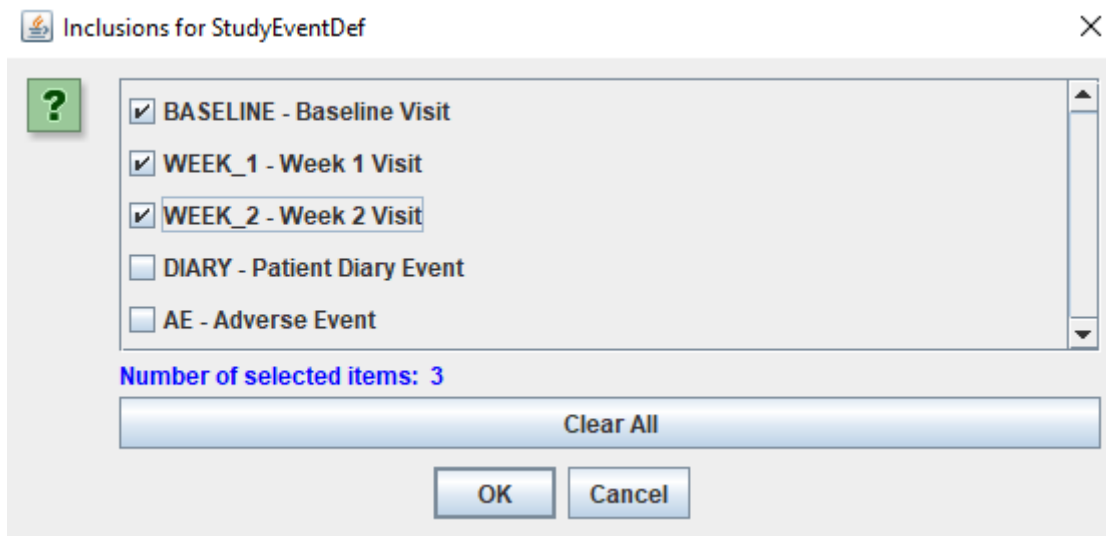 Inclusions for StudyEventDef
?
BASELINE - Baseline Visit
WEEK_1 - Week 1 Visit
WEEK_2 - Week 2 Visit
DIARY - Patient Diary Event
AE - Adverse Event
Number of selected items: 3
Clear All
OK Cancel